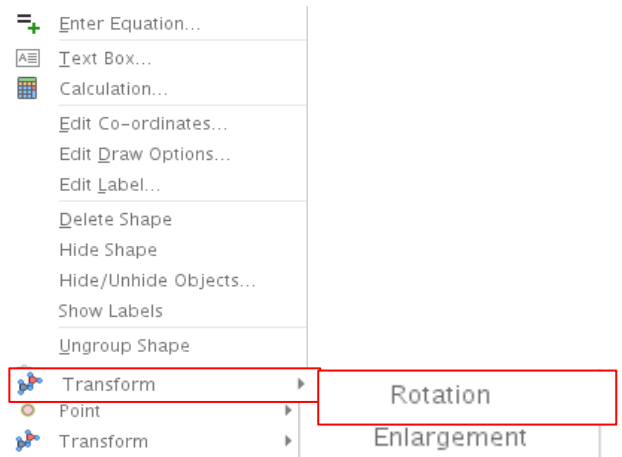 Enter Equation...
Text Box...
Calculation...
Edit Co-ordinates...
Edit Draw Options...
Edit Label...
Delete Shape
Hide Shape
Hide/Unhide Objects...
Show Labels
Ungroup Shape
Transform
Rotation
Point
Enlargement
Transform